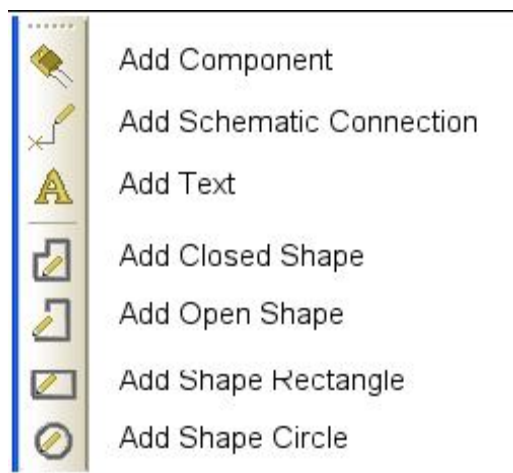 Add Component
Add Schematic Connection
Add Text
Add Closed Shape
Add Open Shape
Add Shape Rectangle
Add Shape Circle